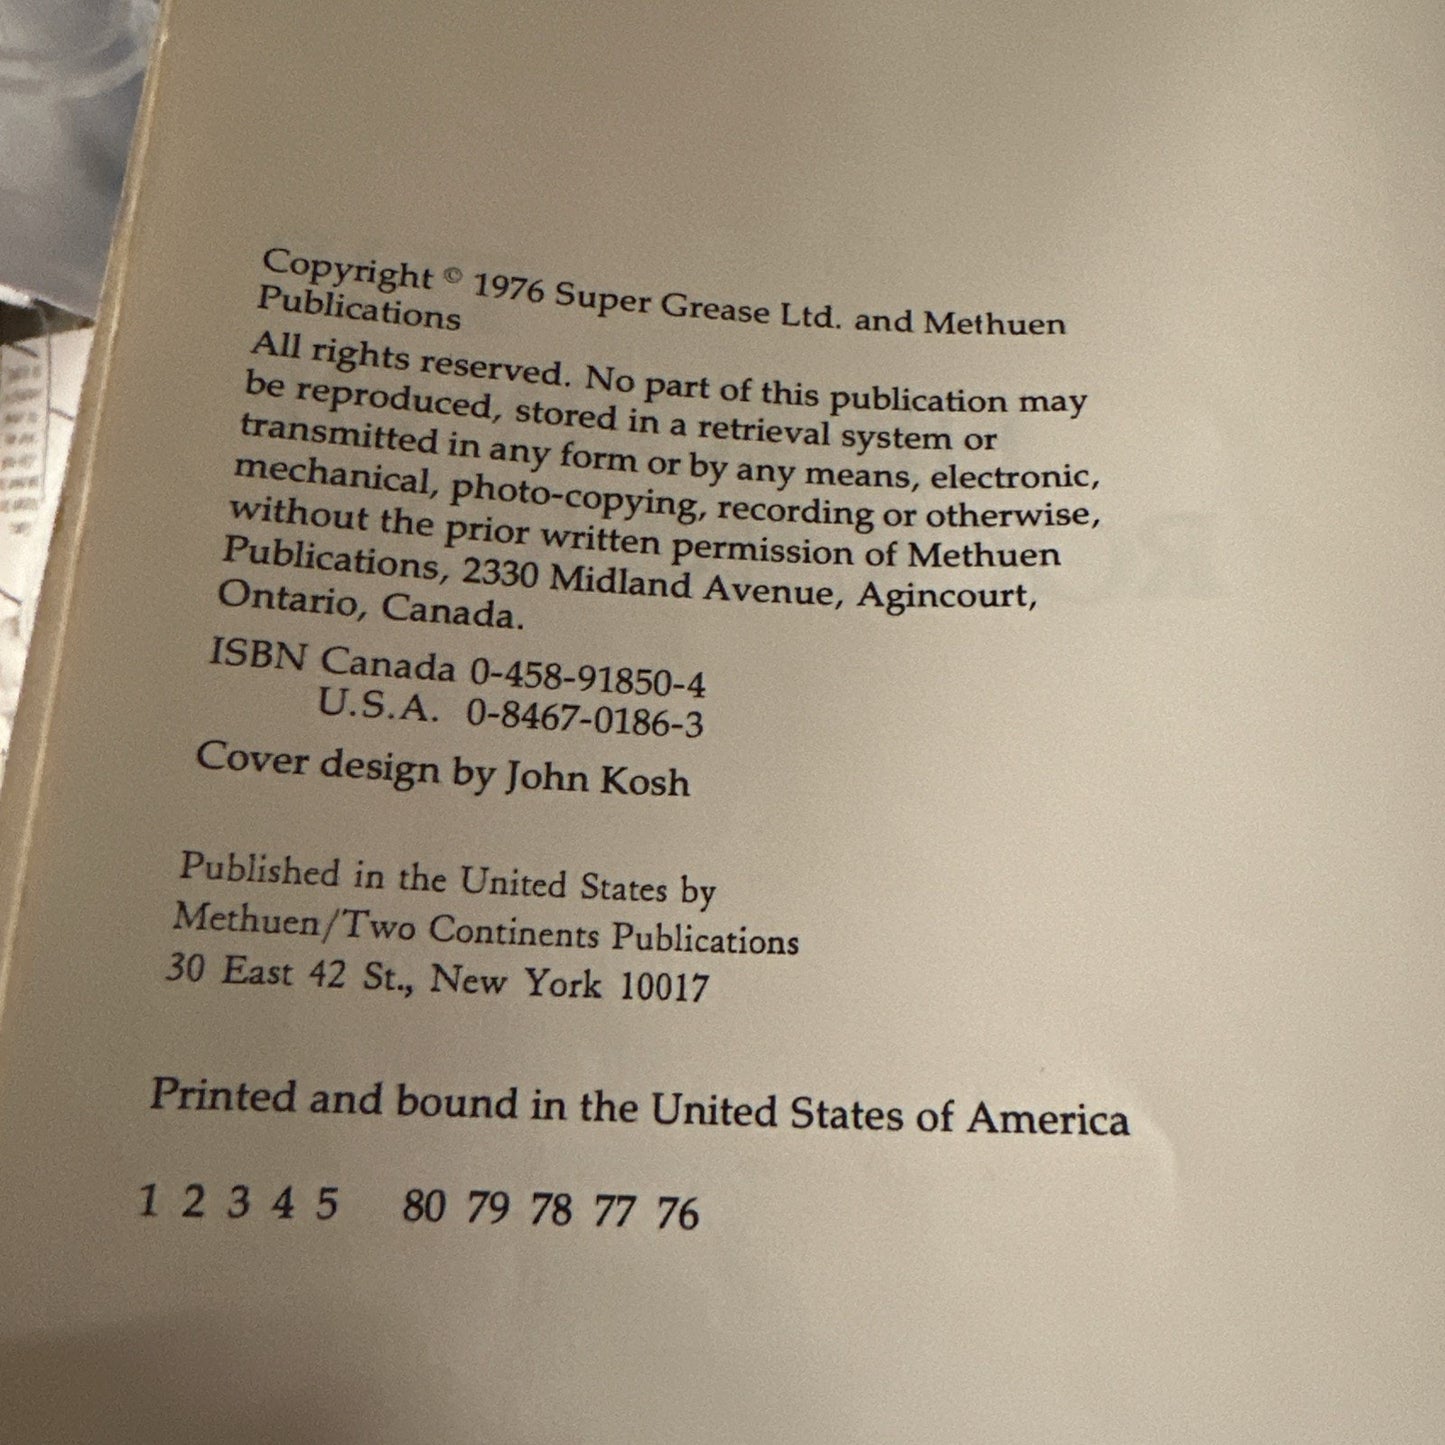 Copyright © 1976 Super Grease Ltd. and Methuen
Publications
All rights reserved. No part of this publication may
be reproduced, stored in a retrieval system or
transmitted in any form or by any means, electronic,
mechanical, photo-copying, recording or otherwise,
without the prior written permission of Methuen
Publications, 2330 Midland Avenue, Agincourt,
Ontario, Canada.
ISBN Canada 0-458-91850-4
U.S.A. 0-8467-0186-3
Cover design by John Kosh
Published in the United States by
Methuen/Two Continents Publications
30 East 42 St., New York 10017
Printed and bound in the United States of America
1 2 3 4 5 80 79 78 77 76